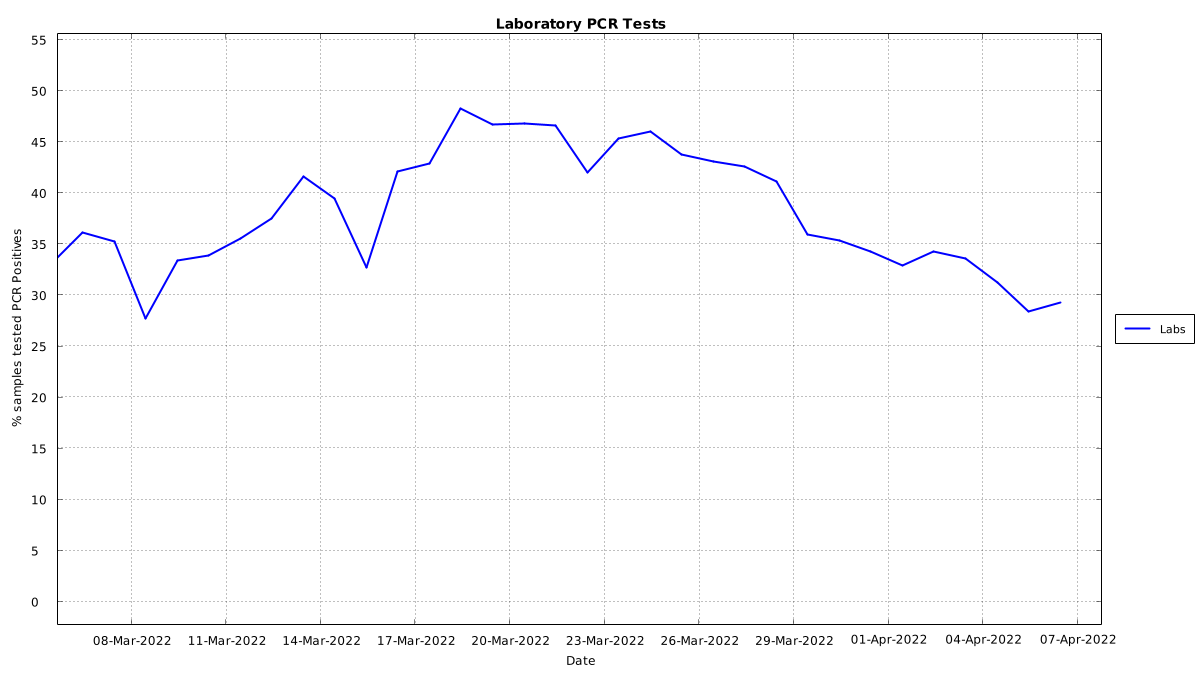 Laboratory PCR Tests
% samples tested PCR Positives
55
50
45
40
35
30
25
20
15
10
5
0
08-Mar-2022 11-Mar-2022 14-Mar-2022 17-Mar-2022 20-Mar-2022 23-Mar-2022 26-Mar-2022 29-Mar-2022 01-Apr-2022 04-Apr-2022 07-Apr-2022
Date
Labs